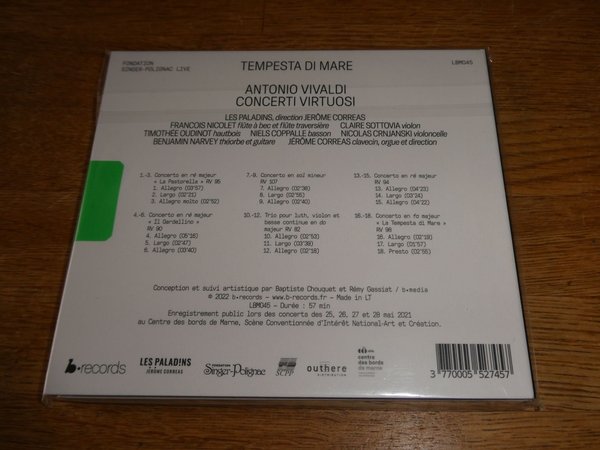 FONDATION
SINGER-POLIGNAC LIVE
TEMPESTA DI MARE
LBM045
ANTONIO VIVALDI
CONCERTI VIRTUOSI
LES PALADINS, direction JERÔME CORREAS
FRANCOIS NICOLET flûte à bec et flûte traversière CLAIRE SOTTOVIA violon
TIMOTHÉE OUDINOT hautbois NIELS COPPALLE basson NICOLAS CRNJANSKI violoncelle
BENJAMIN NARVEY théorbe et guitare JÉRÔME CORREAS clavecin, orgue et direction
1.-3. Concerto en ré majeur
« La Pastorella » RV 95
1. Allegro (03'57)
2. Largo (02'21)
3. Allegro molto (02'52)
4.-6. Concerto en ré majeur
« Il Gardellino »
RV 90
4. Allegro (05'16)
5. Largo (02'47)
6. Allegro (03'40)
7.-9. Concerto en sol mineur
RV 107
7. Allegro (02'38)
8. Largo (02'55)
9. Allegro (02'40)
10.-12. Trio pour luth, violon et
basse continue en do
majeur RV 82
10. Allegro (02'53)
11. Largo (03'39)
12. Allegro (02'18)
13.-15. Concerto en ré majeur
RV 94
13. Allegro (04'23)
14. Largo (03'24)
15. Allegro (04'22)
16.-18. Concerto en fa majeur
« La Tempesta di Mare »
RV 98
16. Allegro (02'19)
17. Largo (01'57)
18. Presto (02'55)
Conception et suivi artistique par Baptiste Chouquet et Rémy Gassiat / b•media
© 2022 b•records – www.b-records.fr – Made in LT
LBM045 – Durée : 57 min
Enregistrement public lors des concerts des 25, 26, 27 et 28 mai 2021
au Centre des bords de Marne, Scène Conventionnée d'Intérêt National-Art et Création.
b•records
LES PALADINS
JÉRÔME CORREAS
FONDATION
Singer-Polignac
SCPP
outhere
DISTRIBUTION
centre
des bords
de marne
3 770005 527457